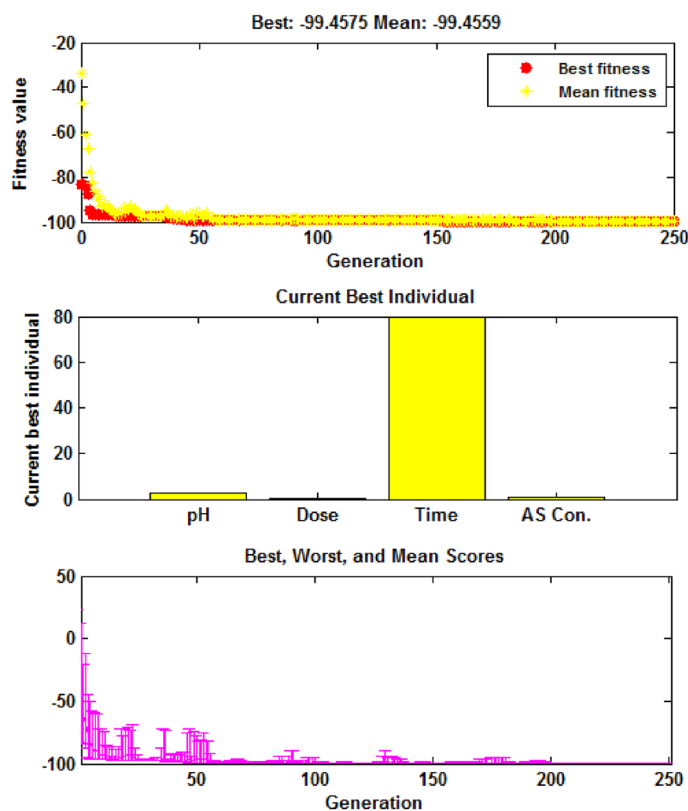 Best: -99.4575 Mean: -99.4559
-20
-40
-60
-80
-100
Fitness value
Best fitness
Mean fitness
0 50 100 150 200 250
Generation
Current Best Individual
80
60
40
20
0
Current best individual
pH Dose Time AS Con.
Best, Worst, and Mean Scores
50
0
-50
-100
50 100 150 200 250
Generation